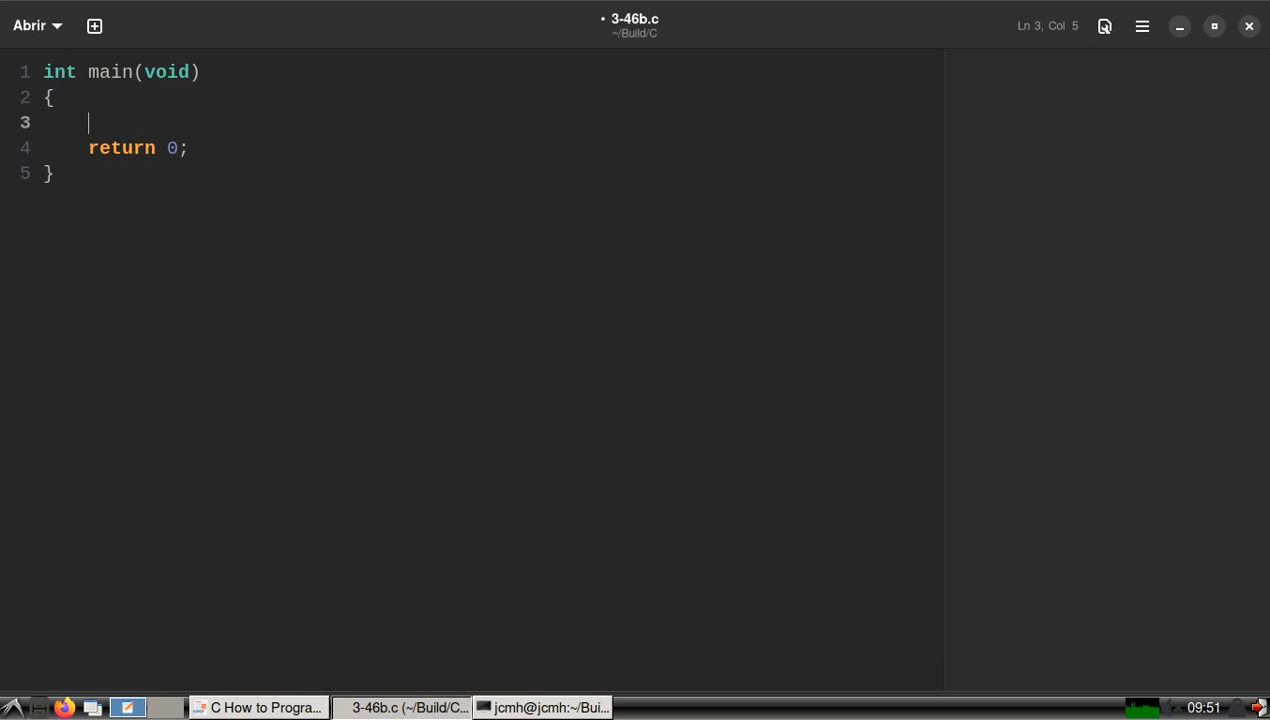 Abrir
• 3-46b.c
~/Build/C
Ln 3, Col 5
1 int main(void)
2 {
3
4     return 0;
5 }
C How to Progra...
3-46b.c (~/Build/C...
jcmh@jcmh:~/Bui...
09:51